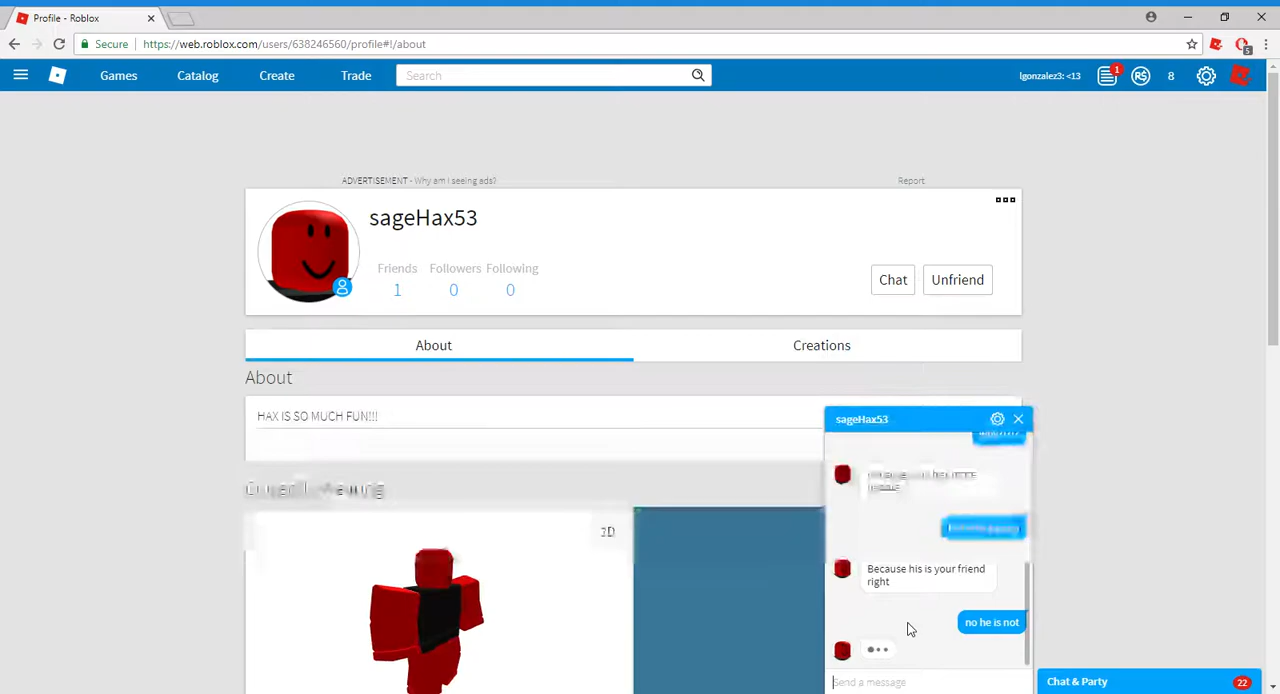 Profile - Roblox
Secure
https://web.roblox.com/users/638246560/profile#!/about
5
Games
Catalog
Create
Trade
Search
lgonzalez3: <13
1
R$
8
ADVERTISEMENT - Why am I seeing ads?
Report
sageHax53
Friends
Followers
Following
1
0
0
Chat
Unfriend
About
Creations
About
HAX IS SO MUCH FUN!!!
sageHax53
Because his is your friend
right
no he is not
Send a message
Chat & Party
22